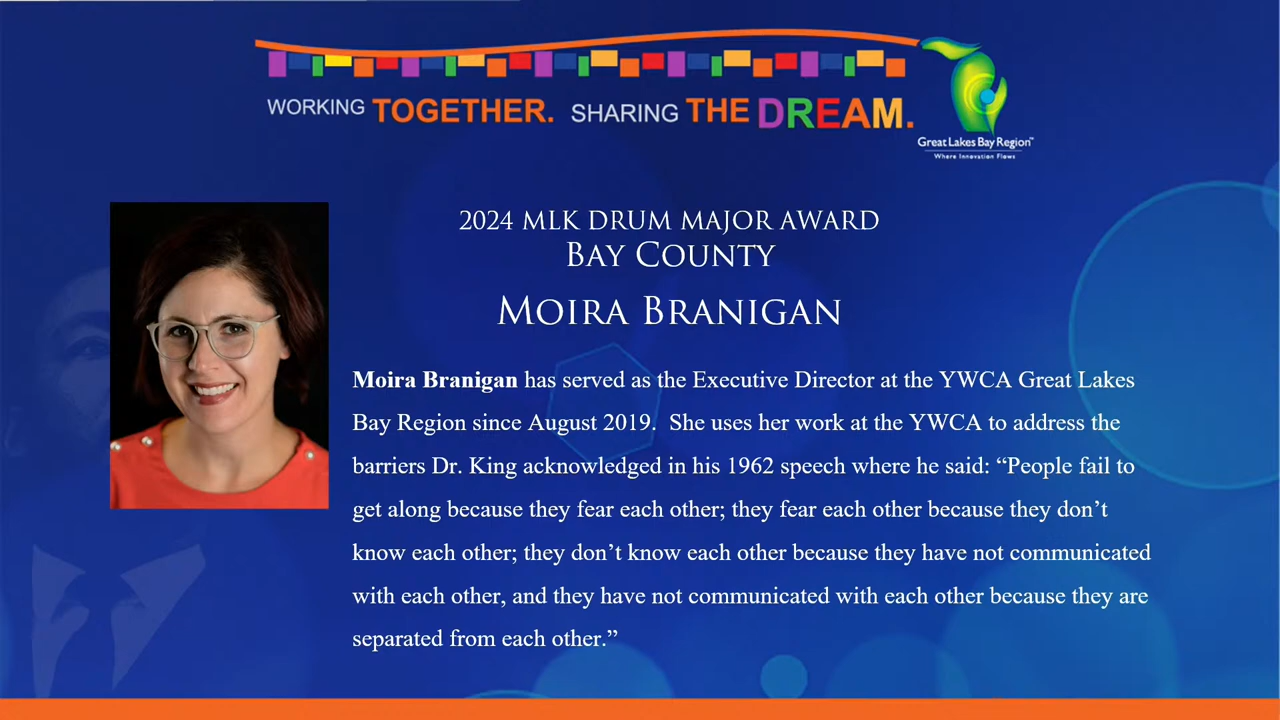 WORKING TOGETHER. SHARING THE DREAM.
Great Lakes Bay Region™
Where Innovation Flows
2024 MLK DRUM MAJOR AWARD
BAY COUNTY
MOIRA BRANIGAN
Moira Branigan has served as the Executive Director at the YWCA Great Lakes
Bay Region since August 2019.  She uses her work at the YWCA to address the
barriers Dr. King acknowledged in his 1962 speech where he said: “People fail to
get along because they fear each other; they fear each other because they don’t
know each other; they don’t know each other because they have not communicated
with each other, and they have not communicated with each other because they are
separated from each other.”